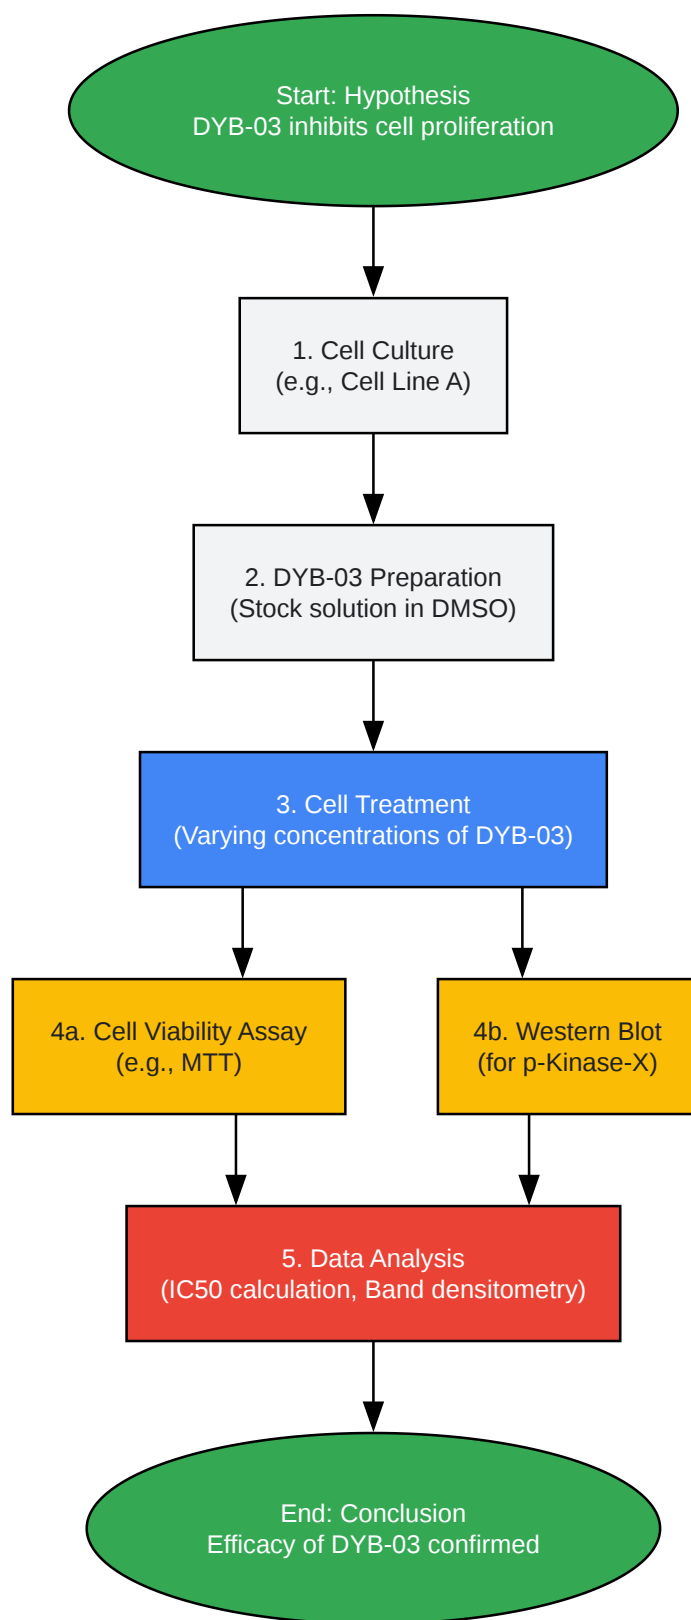 Start: Hypothesis
DYB-03 inhibits cell proliferation
1. Cell Culture
(e.g., Cell Line A)
2. DYB-03 Preparation
(Stock solution in DMSO)
3. Cell Treatment
(Varying concentrations of DYB-03)
4a. Cell Viability Assay
(e.g., MTT)
4b. Western Blot
(for p-Kinase-X)
5. Data Analysis
(IC50 calculation, Band densitometry)
End: Conclusion
Efficacy of DYB-03 confirmed